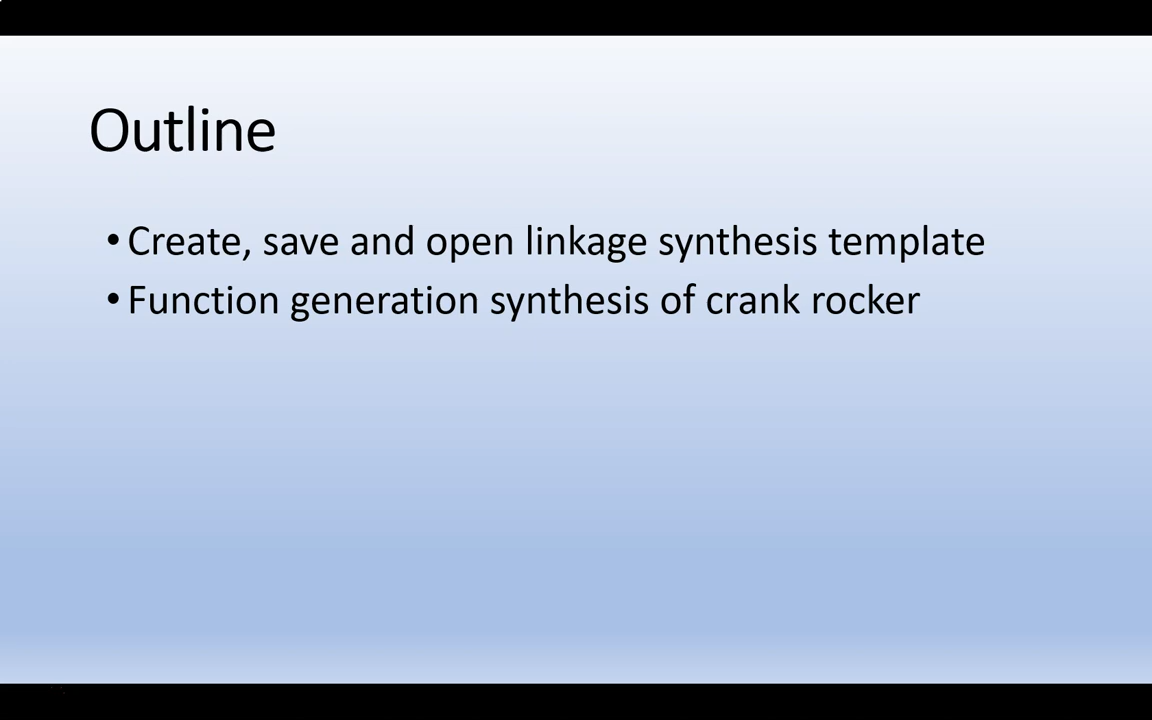 Outline
• Create, save and open linkage synthesis template
• Function generation synthesis of crank rocker